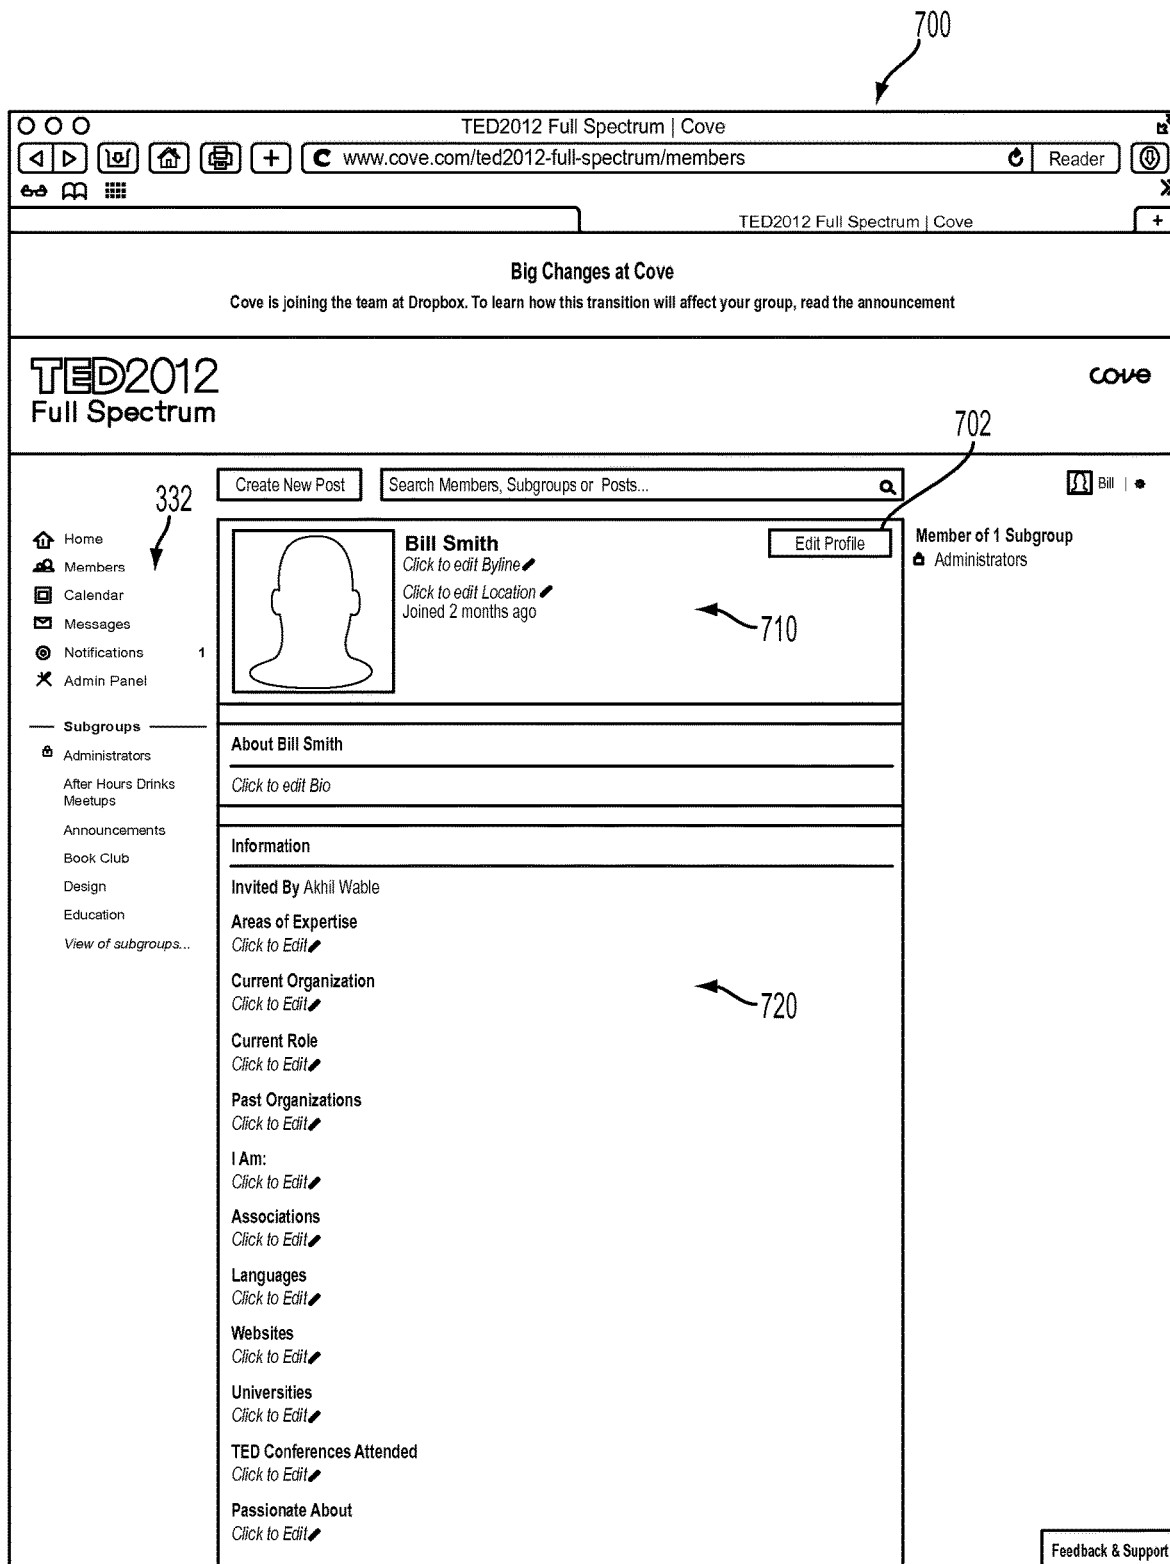 700
TED2012 Full Spectrum | Cove
www.cove.com/ted2012-full-spectrum/members
Reader
TED2012 Full Spectrum | Cove
+
Big Changes at Cove
Cove is joining the team at Dropbox. To learn how this transition will affect your group, read the announcement
TED2012
Full Spectrum
cove
702
Create New Post
Search Members, Subgroups or Posts...
Bill |
332
Home
Members
Calendar
Messages
Notifications 1
Admin Panel
Subgroups
Administrators
After Hours Drinks
Meetups
Announcements
Book Club
Design
Education
View of subgroups...
Bill Smith
Click to edit Byline
Click to edit Location
Joined 2 months ago
Edit Profile
710
Member of 1 Subgroup
Administrators
About Bill Smith
Click to edit Bio
Information
Invited By Akhil Wable
Areas of Expertise
Click to Edit
Current Organization
Click to Edit
720
Current Role
Click to Edit
Past Organizations
Click to Edit
I Am:
Click to Edit
Associations
Click to Edit
Languages
Click to Edit
Websites
Click to Edit
Universities
Click to Edit
TED Conferences Attended
Click to Edit
Passionate About
Click to Edit
Feedback & Support